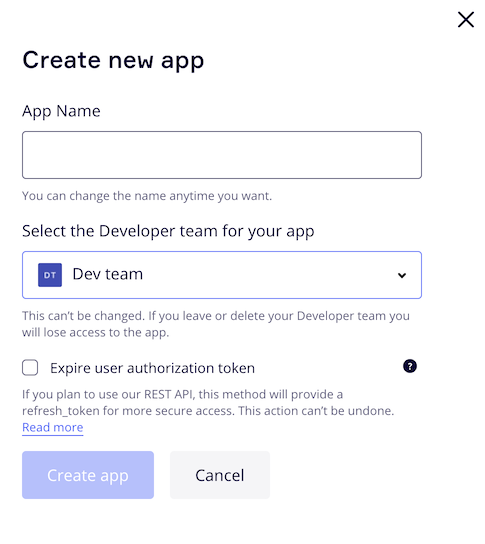 Create new app
App Name
You can change the name anytime you want.
Select the Developer team for your app
DT Dev team
This can’t be changed. If you leave or delete your Developer team you
will lose access to the app.
Expire user authorization token ?
If you plan to use our REST API, this method will provide a
refresh_token for more secure access. This action can’t be undone.
Read more
Create app Cancel